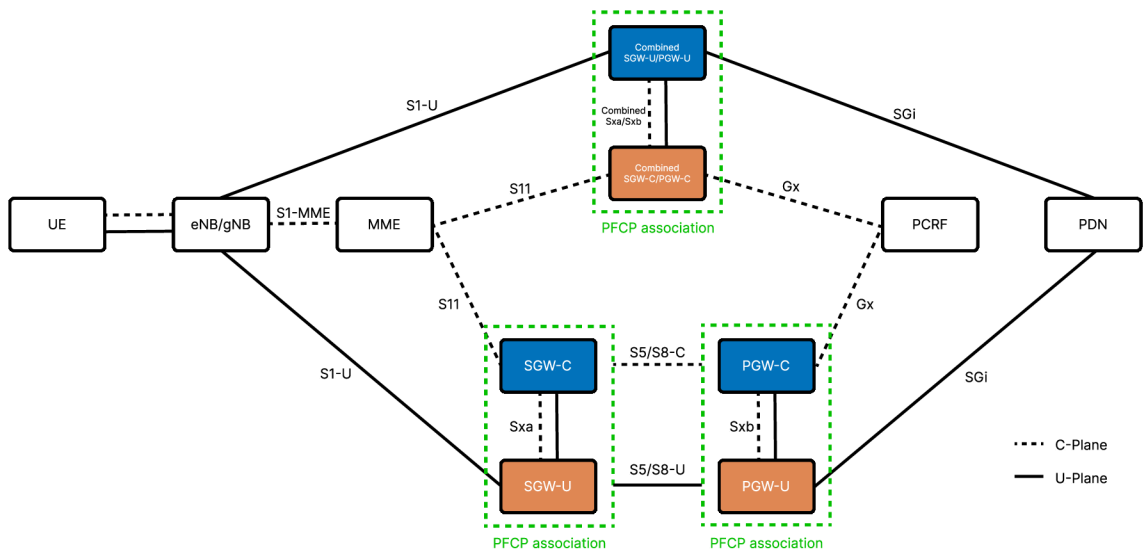 Combined
SGW-U/PGW-U
PFCP association
S1-U
Combined
Sxa/Sxb
SGi
Combined
SGW-C/PGW-C
S11
Gx
UE
eNB/gNB
S1-MME
MME
PCRF
PDN
PFCP association
S11
Gx
S1-U
SGW-C
S5/S8-C
PGW-C
SGi
Sxa
Sxb
C-Plane
SGW-U
S5/S8-U
PGW-U
U-Plane
PFCP association
PFCP association